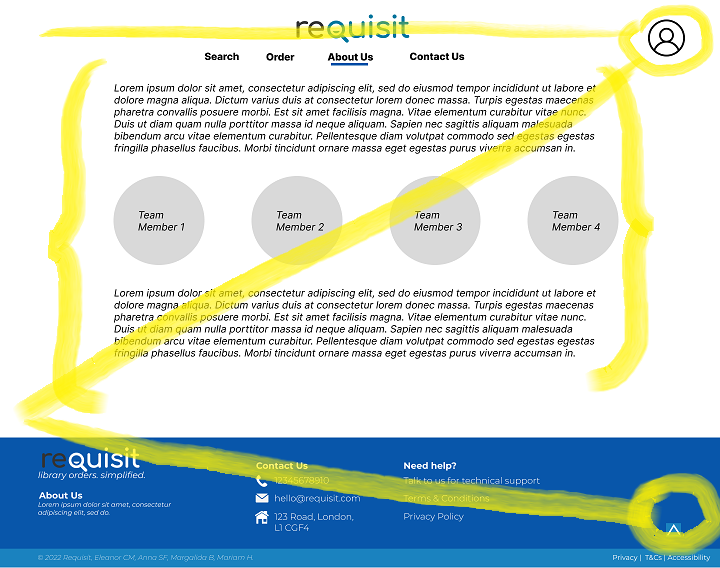 requisit
Search Order About Us Contact Us
Lorem ipsum dolor sit amet, consectetur adipiscing elit, sed do eiusmod tempor incididunt ut labore et
dolore magna aliqua. Dictum varius duis at consectetur lorem donec massa. Turpis egestas maecenas
pharetra convallis posuere morbi. Est sit amet facilisis magna. Vitae elementum curabitur vitae nunc.
Duis ut diam quam nulla porttitor massa id neque aliquam. Sapien nec sagittis aliquam malesuada
bibendum arcu vitae elementum curabitur. Pellentesque diam volutpat commodo sed egestas egestas
fringilla phasellus faucibus. Morbi tincidunt ornare massa eget egestas purus viverra accumsan in.
Team Member 1
Team Member 2
Team Member 3
Team Member 4
Lorem ipsum dolor sit amet, consectetur adipiscing elit, sed do eiusmod tempor incididunt ut labore et
dolore magna aliqua. Dictum varius duis at consectetur lorem donec massa. Turpis egestas maecenas
pharetra convallis posuere morbi. Est sit amet facilisis magna. Vitae elementum curabitur vitae nunc.
Duis ut diam quam nulla porttitor massa id neque aliquam. Sapien nec sagittis aliquam malesuada
bibendum arcu vitae elementum curabitur. Pellentesque diam volutpat commodo sed egestas egestas
fringilla phasellus faucibus. Morbi tincidunt ornare massa eget egestas purus viverra accumsan in.
requisit
library orders. simplified.
About Us
Lorem ipsum dolor sit amet, consectetur
adipiscing elit, sed do.
Contact Us
12345678910
hello@requisit.com
123 Road, London,
L1 CGF4
Need help?
Talk to us for technical support
Terms & Conditions
Privacy Policy
© 2022 Requisit, Eleanor CM, Anna SF, Margalida B, Mariam H.
Privacy | T&Cs | Accessibility